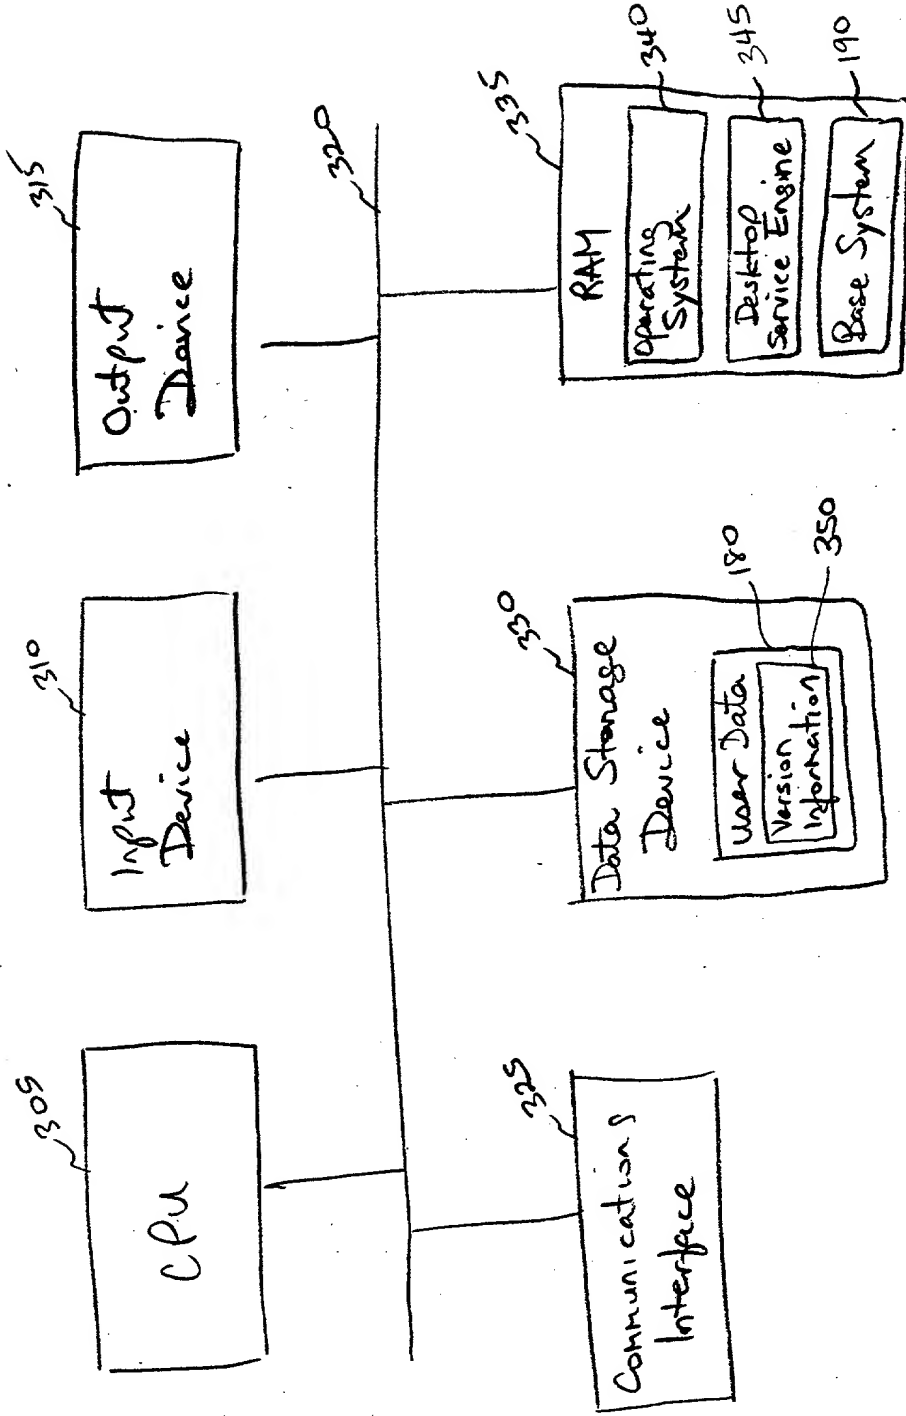 305
CPU
310
Input
Device
315
Output
Device
320
325
Communications
Interface
330
Data Storage
Device
180
User Data
350
Version
Information
335
RAM
340
Operating
System
345
Desktop
Service Engine
190
Base System